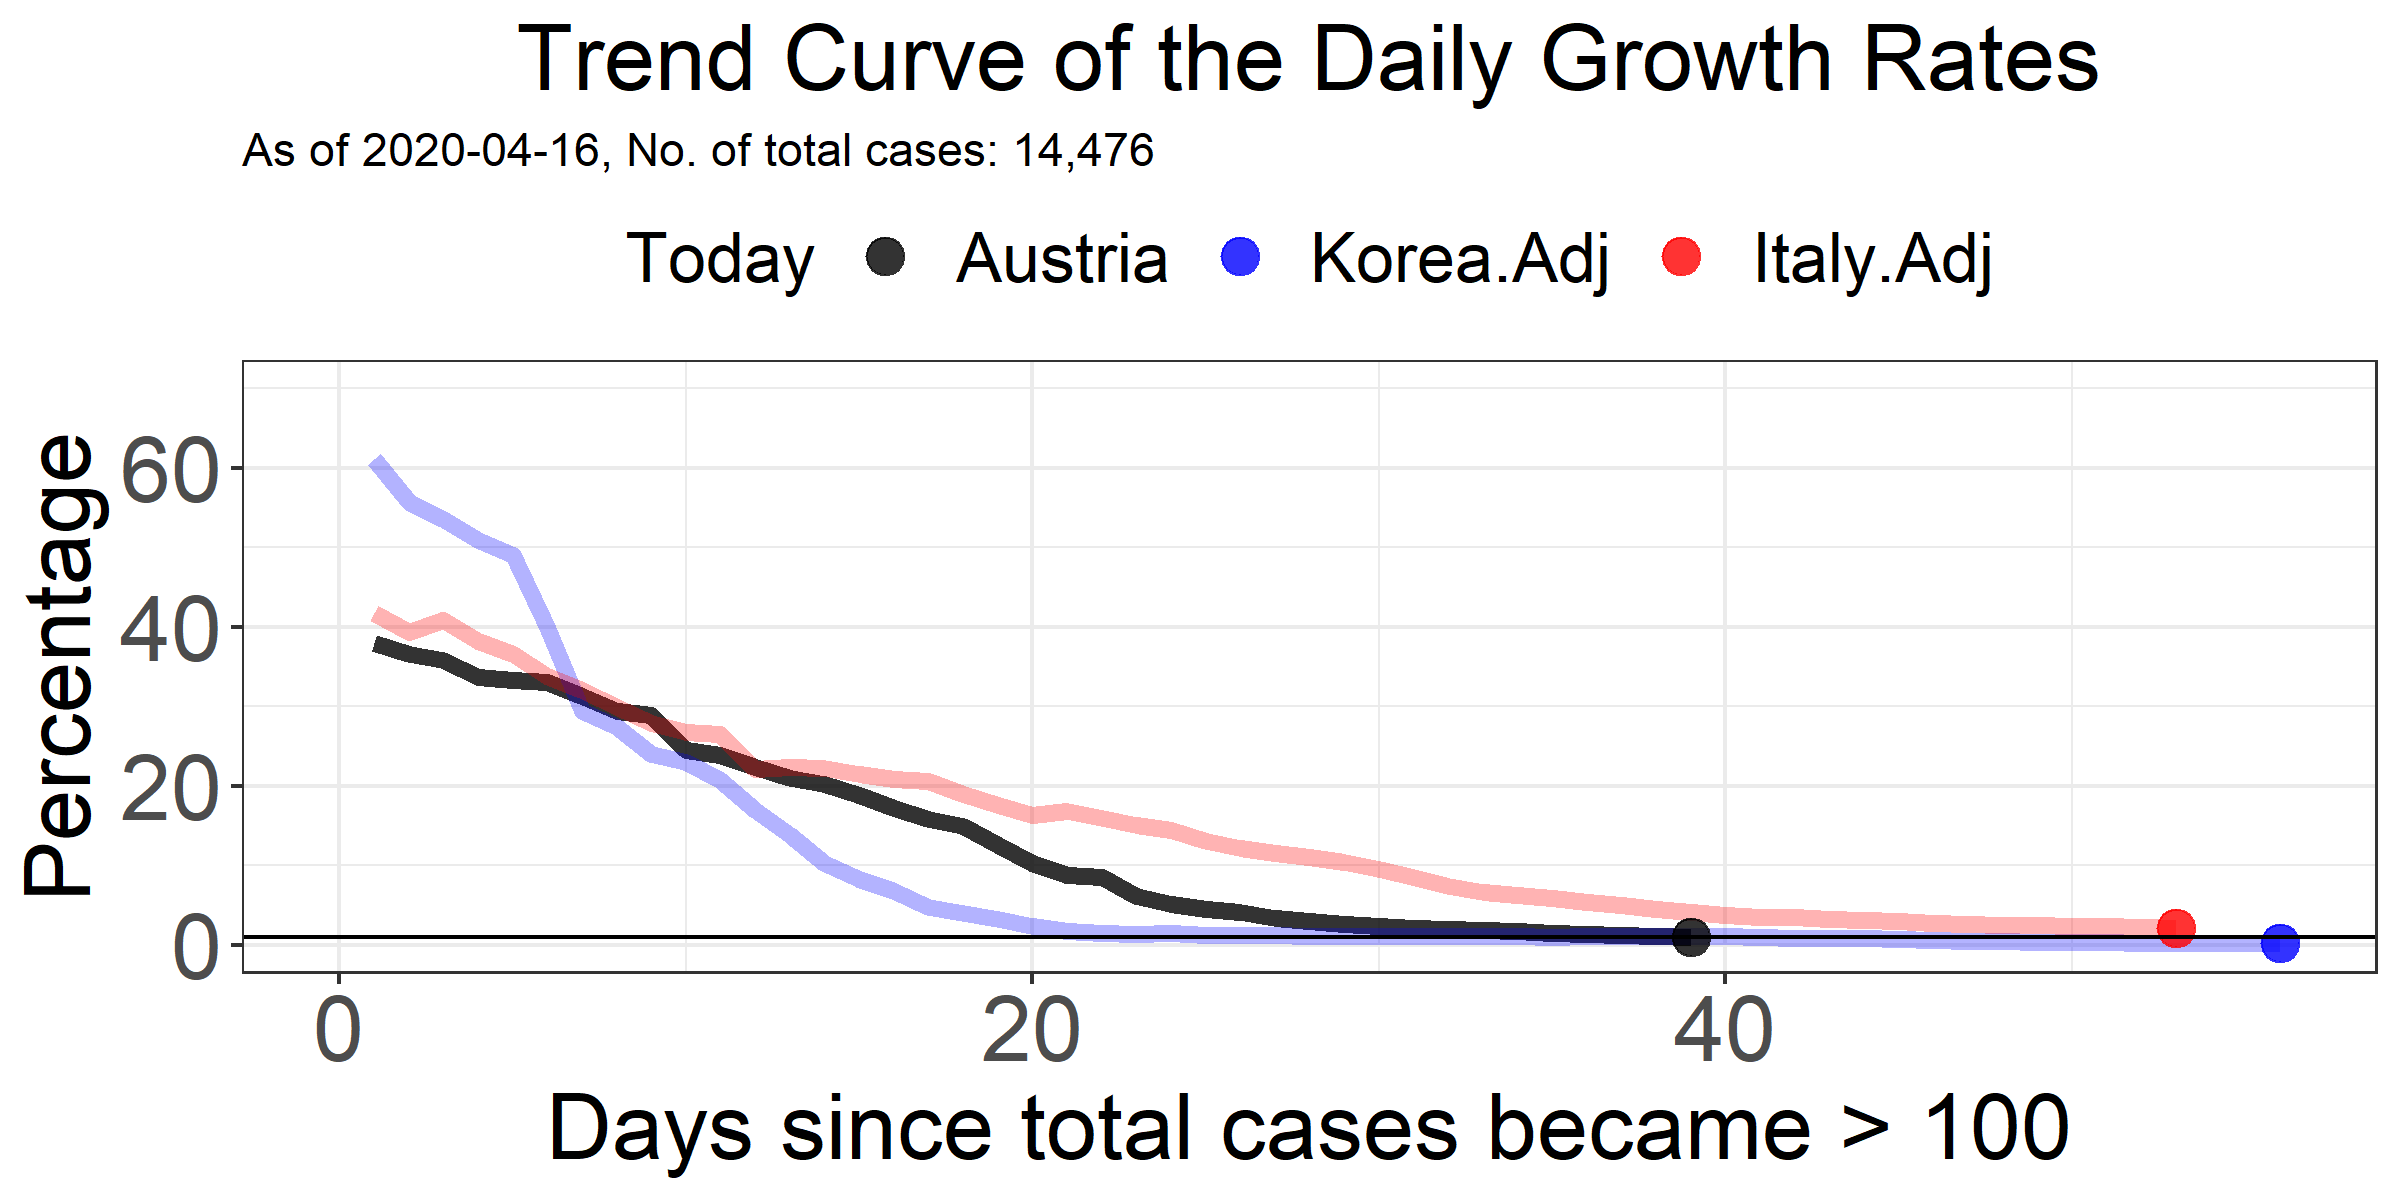 Trend Curve of the Daily Growth Rates
As of 2020-04-16, No. of total cases: 14,476
Today Austria Korea.Adj Italy.Adj
Percentage
60
40
20
0
0 20 40
Days since total cases became > 100